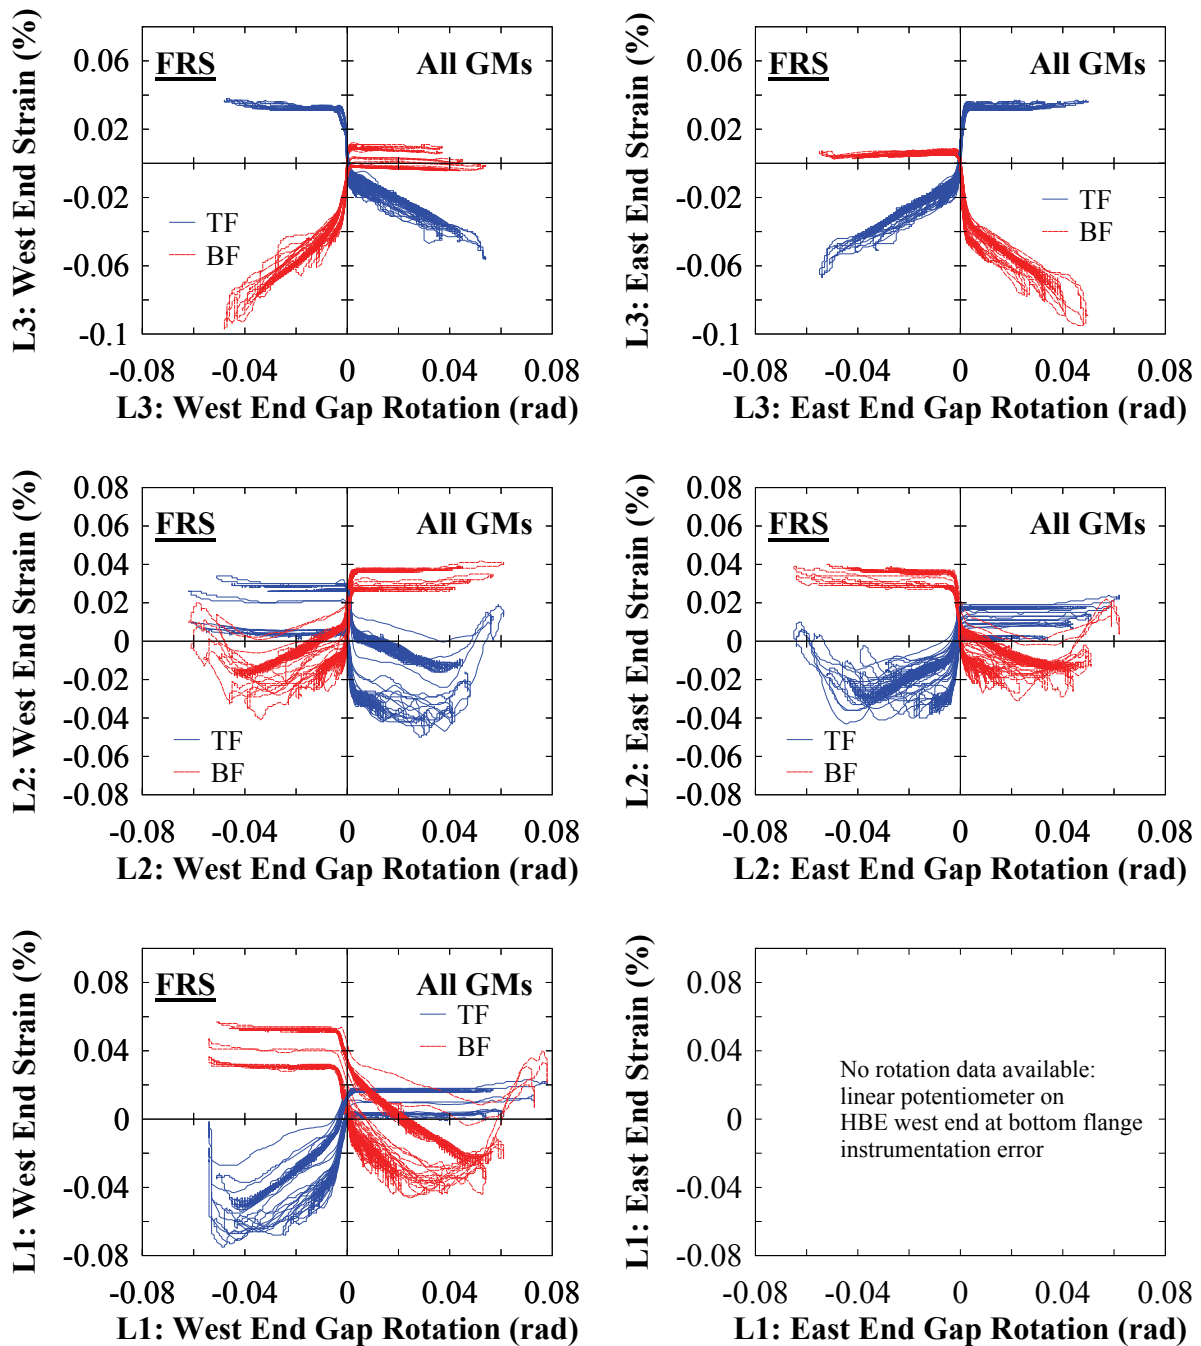 L3: West End Strain (%)
FRS
All GMs
0.06
0.02
-0.02
-0.06
-0.1
TF
BF
-0.08 -0.04 0 0.04 0.08
L3: West End Gap Rotation (rad)
L3: East End Strain (%)
FRS
All GMs
0.06
0.02
-0.02
-0.06
-0.1
TF
BF
-0.08 -0.04 0 0.04 0.08
L3: East End Gap Rotation (rad)
L2: West End Strain (%)
FRS
All GMs
0.08
0.06
0.04
0.02
0
-0.02
-0.04
-0.06
-0.08
TF
BF
-0.08 -0.04 0 0.04 0.08
L2: West End Gap Rotation (rad)
L2: East End Strain (%)
FRS
All GMs
0.08
0.06
0.04
0.02
0
-0.02
-0.04
-0.06
-0.08
TF
BF
-0.08 -0.04 0 0.04 0.08
L2: East End Gap Rotation (rad)
L1: West End Strain (%)
FRS
All GMs
TF
BF
0.08
0.04
0
-0.04
-0.08
-0.08 -0.04 0 0.04 0.08
L1: West End Gap Rotation (rad)
L1: East End Strain (%)
0.08
0.04
0
-0.04
-0.08
No rotation data available:
linear potentiometer on
HBE west end at bottom flange
instrumentation error
-0.08 -0.04 0 0.04 0.08
L1: East End Gap Rotation (rad)